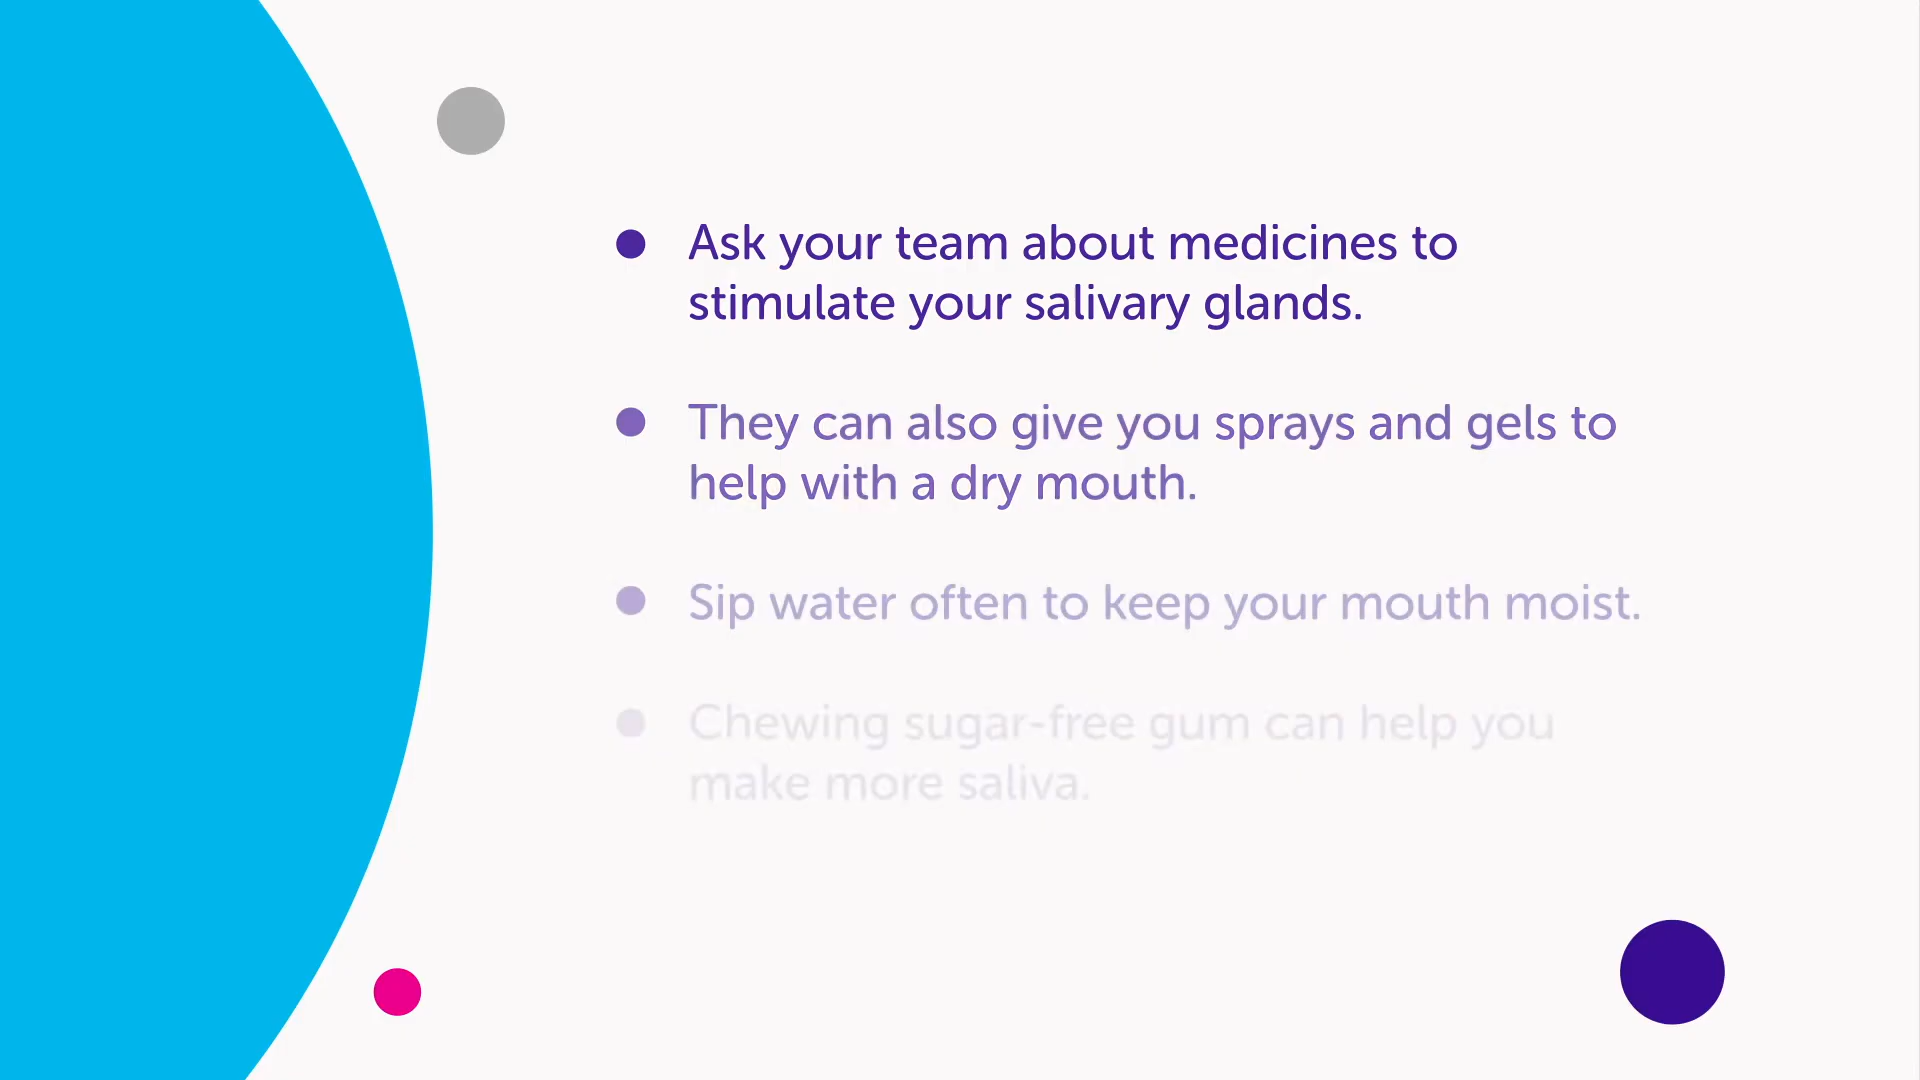 Ask your team about medicines to
stimulate your salivary glands.
They can also give you sprays and gels to
help with a dry mouth.
Sip water often to keep your mouth moist.
Chewing sugar-free gum can help you
make more saliva.